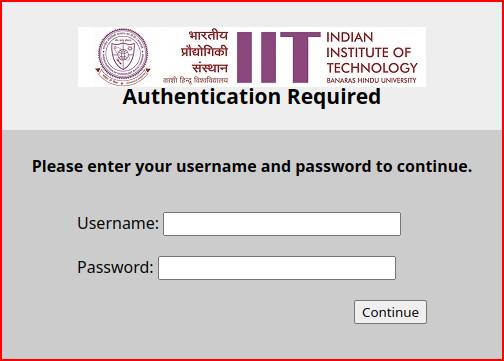 भारतीय
प्रौद्योगिकी
संस्थान
काशी हिन्दू विश्वविद्यालय
IIT
INDIAN
INSTITUTE OF
TECHNOLOGY
BANARAS HINDU UNIVERSITY
Authentication Required
Please enter your username and password to continue.
Username:
Password:
Continue